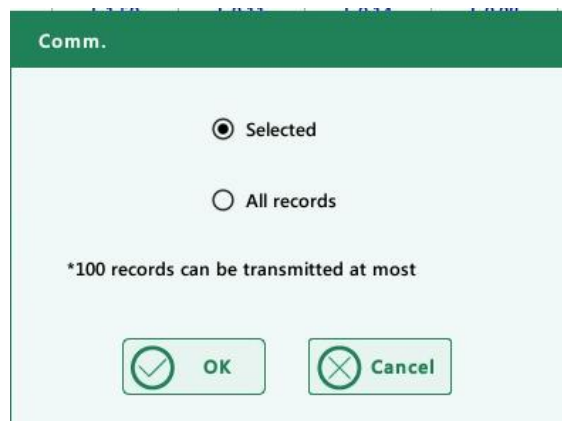 Comm.
Selected
All records
*100 records can be transmitted at most
OK
Cancel